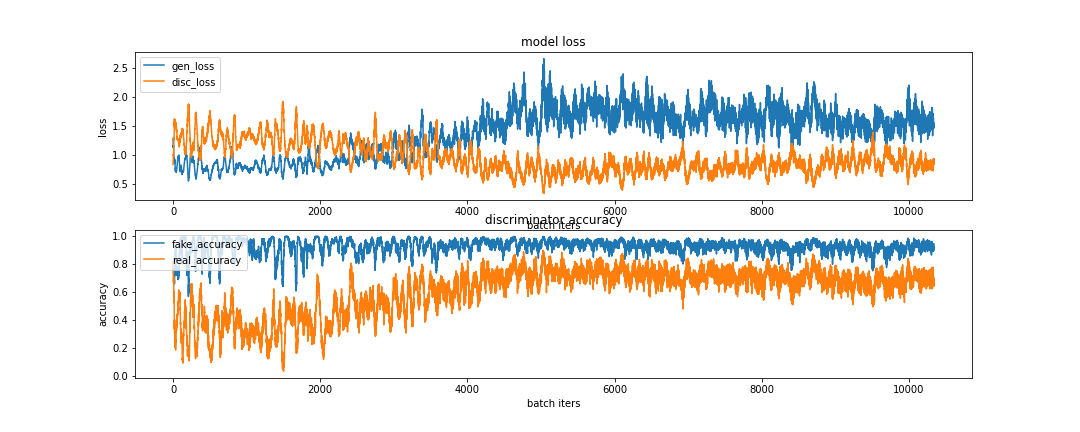 model loss
gen_loss
disc_loss
loss
2.5
2.0
1.5
1.0
0.5
0 2000 4000 6000 8000 10000
batch iters
discriminator accuracy
fake_accuracy
real_accuracy
accuracy
1.0
0.8
0.6
0.4
0.2
0.0
0 2000 4000 6000 8000 10000
batch iters